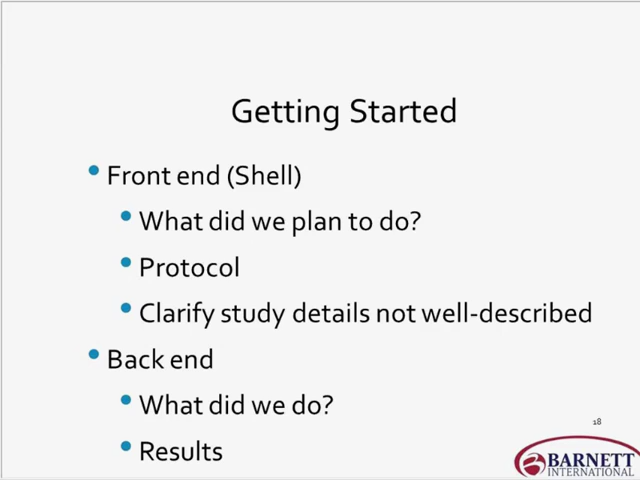 Getting Started
• Front end (Shell)
• What did we plan to do?
• Protocol
• Clarify study details not well-described
• Back end
• What did we do?
• Results
18
BARNETT
INTERNATIONAL